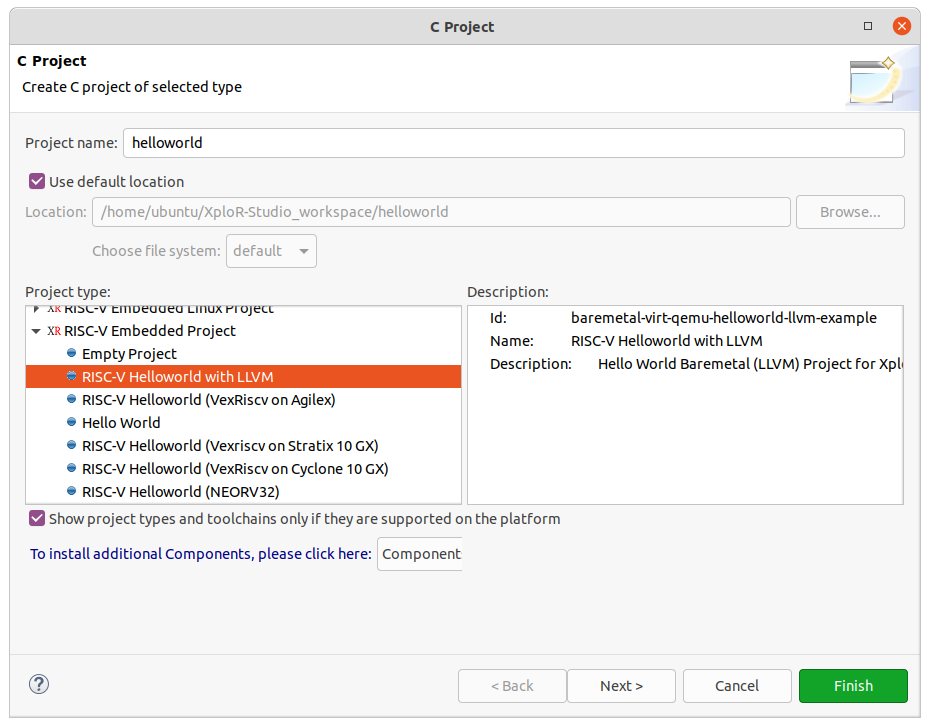 C Project
C Project
Create C project of selected type
Project name: helloworld
Use default location
Location: /home/ubuntu/XploR-Studio_workspace/helloworld Browse...
Choose file system: default
Project type: Description:
XR RISC-V Embedded Linux Project
XR RISC-V Embedded Project
Empty Project
RISC-V Helloworld with LLVM
RISC-V Helloworld (VexRiscv on Agilex)
Hello World
RISC-V Helloworld (Vexriscv on Stratix 10 GX)
RISC-V Helloworld (VexRiscv on Cyclone 10 GX)
RISC-V Helloworld (NEORV32)
Id: baremetal-virt-qemu-helloworld-llvm-example
Name: RISC-V Helloworld with LLVM
Description: Hello World Baremetal (LLVM) Project for Xpl
Show project types and toolchains only if they are supported on the platform
To install additional Components, please click here: Component
? < Back Next > Cancel Finish